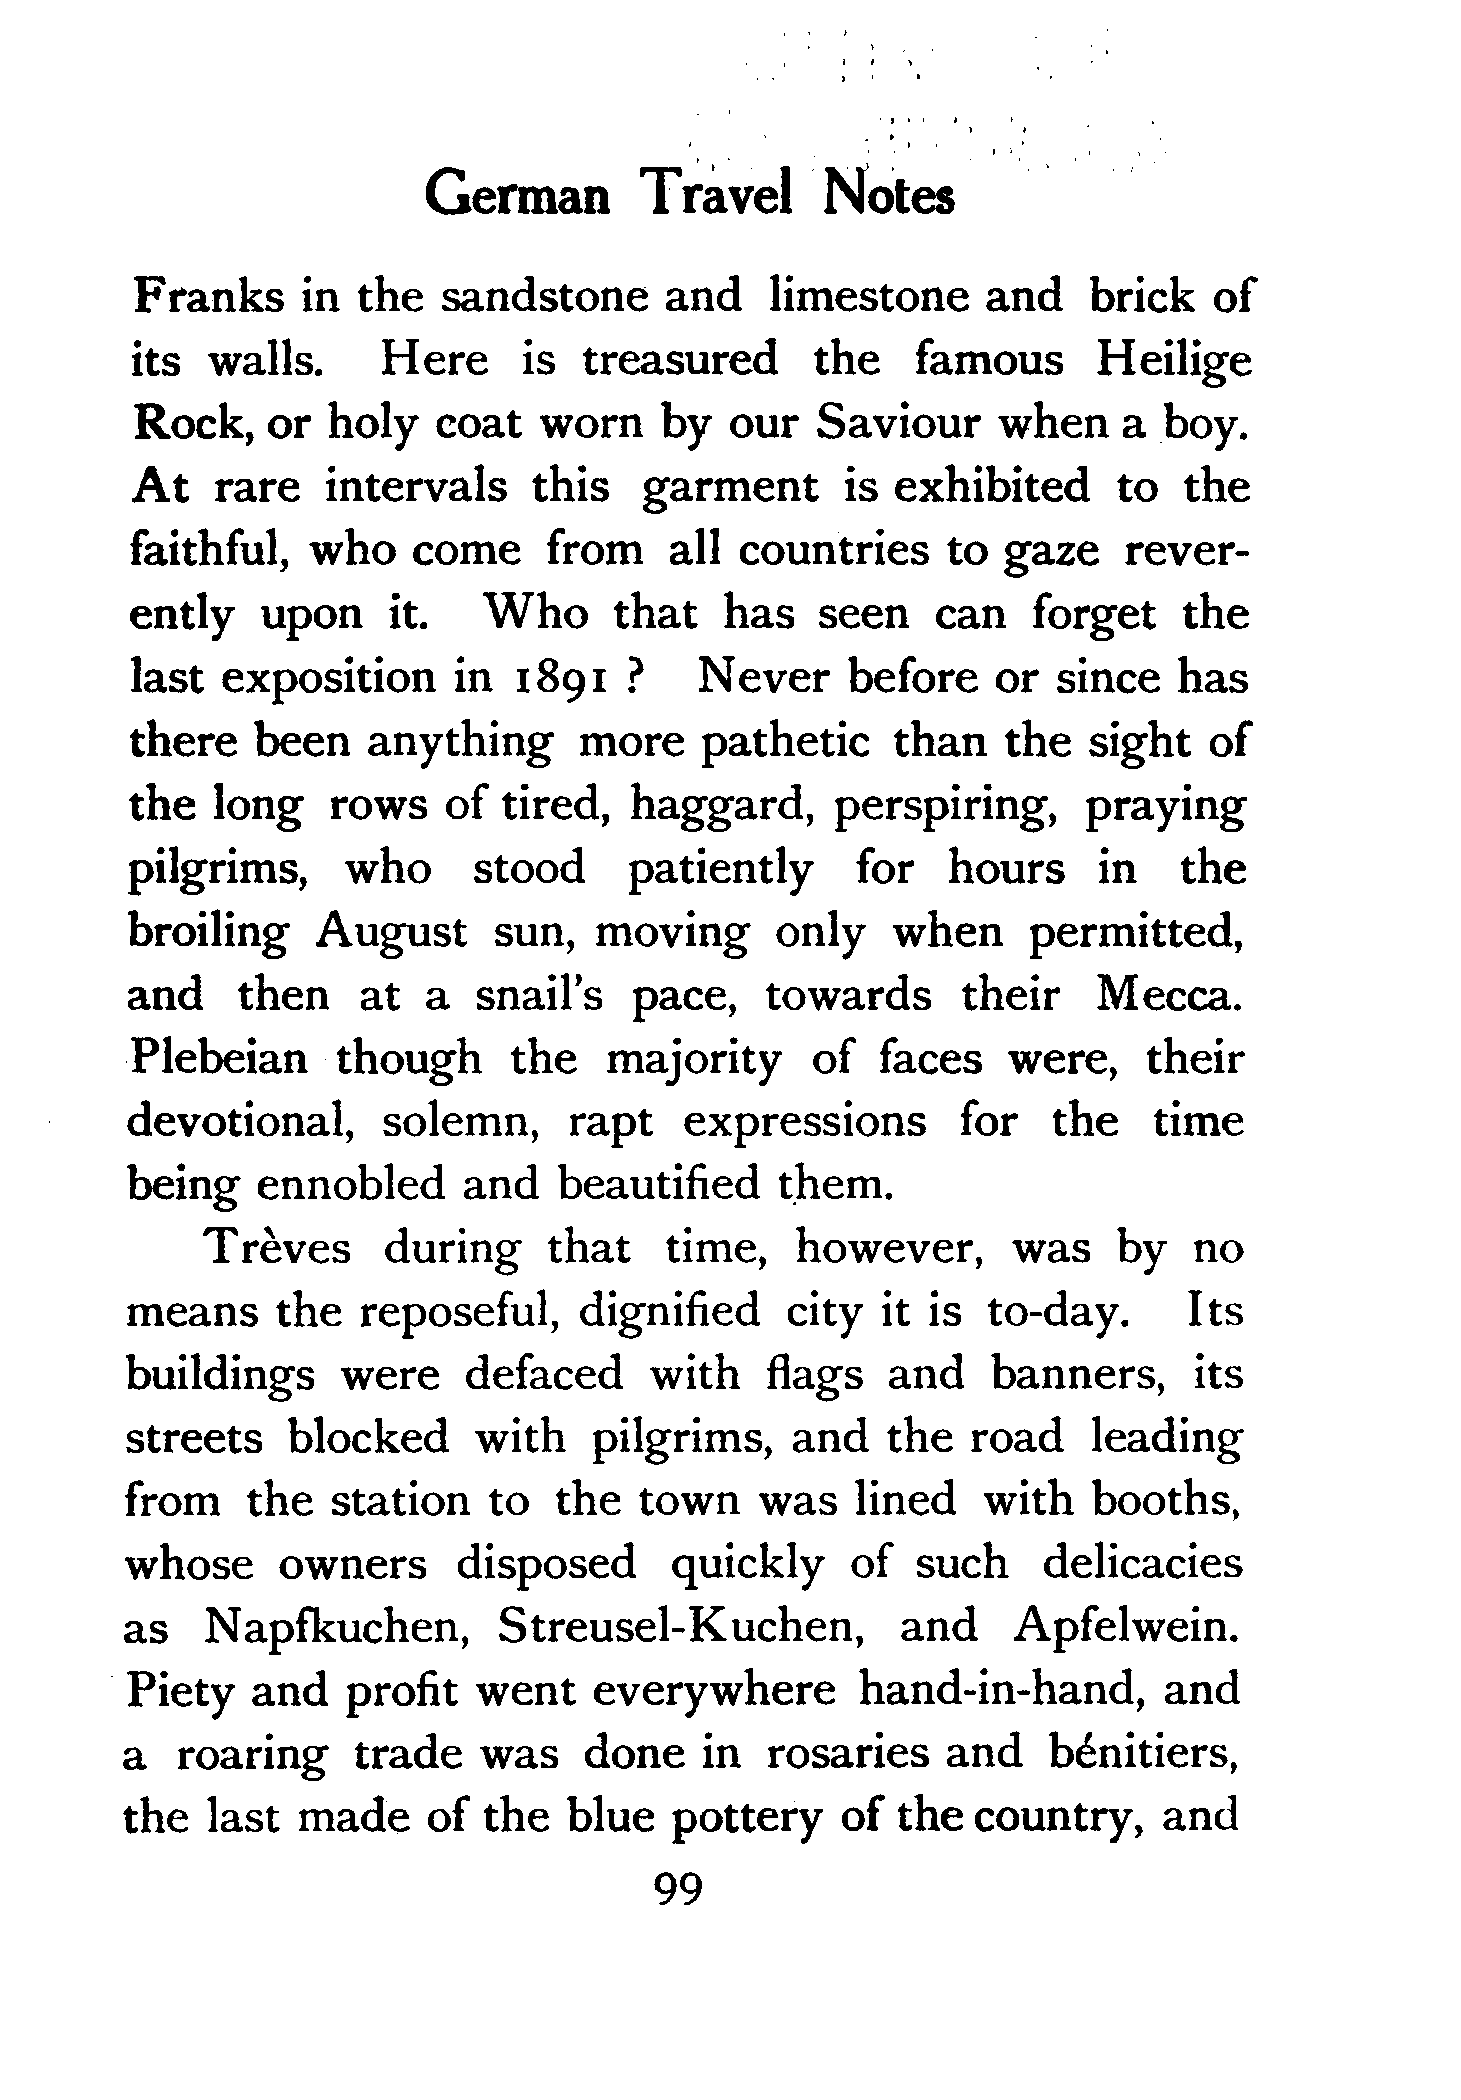 German Travel Notes
Franks in the sandstone and limestone and brick of
its walls. Here is treasured the famous Heilige
Rock, or holy coat worn by our Saviour when a boy.
At rare intervals this garment is exhibited to the
faithful, who come from all countries to gaze rever-
ently upon it. Who that has seen can forget the
last exposition in 1891 ? Never before or since has
there been anything more pathetic than the sight of
the long rows of tired, haggard, perspiring, praying
pilgrims, who stood patiently for hours in the
broiling August sun, moving only when permitted,
and then at a snail's pace, towards their Mecca.
Plebeian though the majority of faces were, their
devotional, solemn, rapt expressions for the time
being ennobled and beautified them.
Trèves during that time, however, was by no
means the reposeful, dignified city it is to-day. Its
buildings were defaced with flags and banners, its
streets blocked with pilgrims, and the road leading
from the station to the town was lined with booths,
whose owners disposed quickly of such delicacies
as Napfkuchen, Streusel-Kuchen, and Apfelwein.
Piety and profit went everywhere hand-in-hand, and
a roaring trade was done in rosaries and bénitiers,
the last made of the blue pottery of the country, and
99